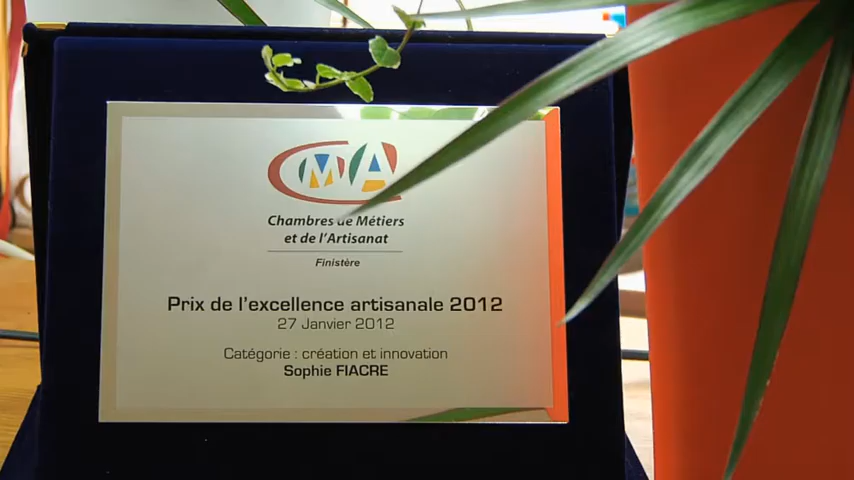 CMA
Chambres de Métiers
et de l'Artisanat
Finistère
Prix de l'excellence artisanale 2012
27 Janvier 2012
Catégorie : création et innovation
Sophie FIACRE